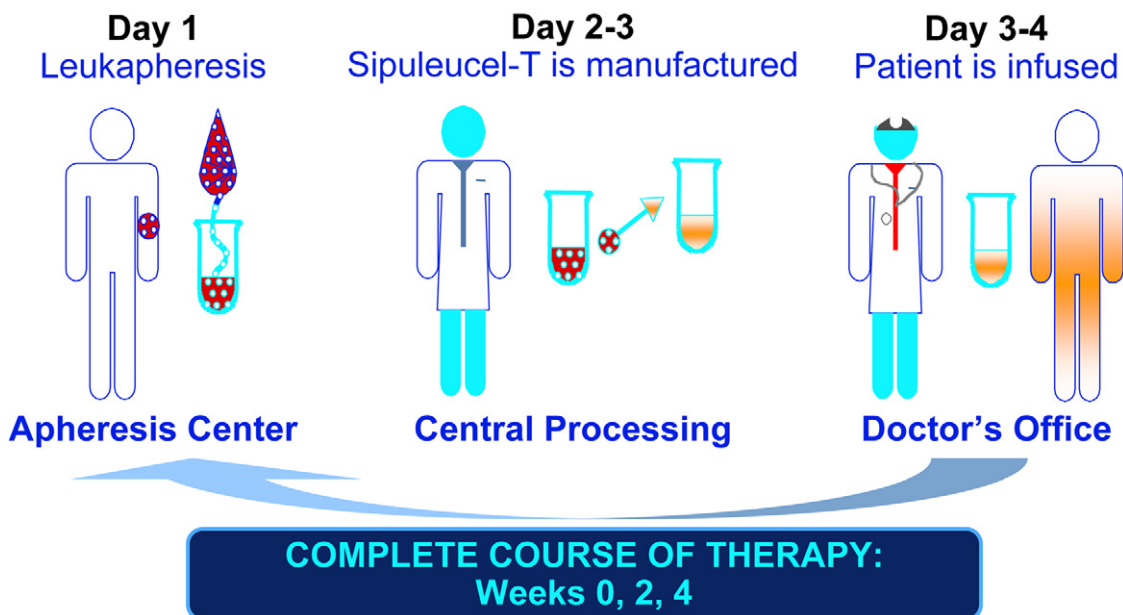 Day 1
Leukapheresis
Day 2-3
Sipuleucel-T is manufactured
Day 3-4
Patient is infused
Apheresis Center
Central Processing
Doctor’s Office
COMPLETE COURSE OF THERAPY:
Weeks 0, 2, 4